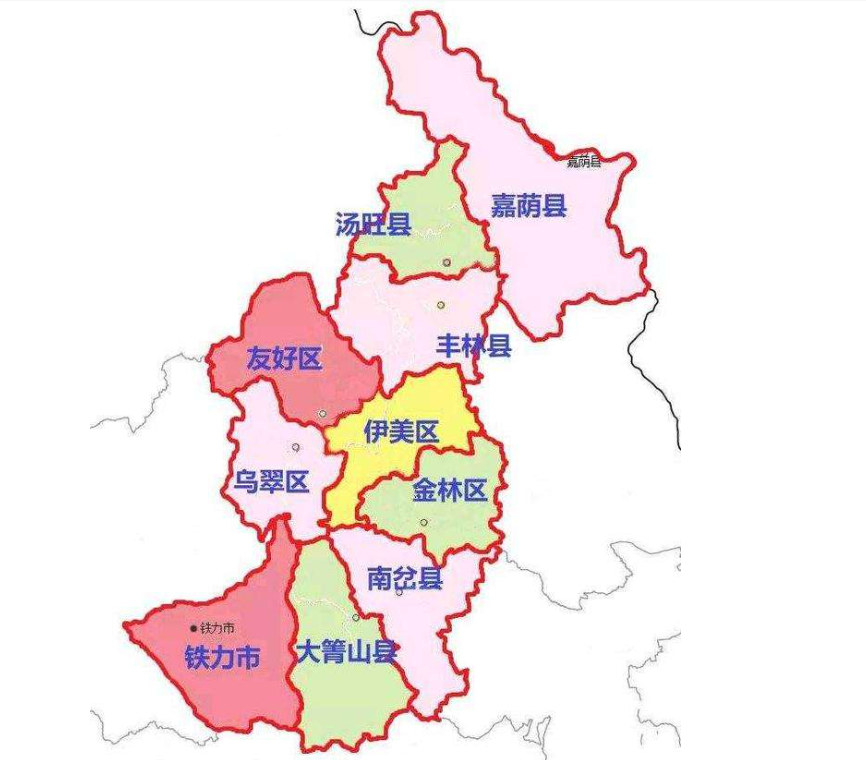 嘉荫县
嘉荫县
汤旺县
丰林县
友好区
伊美区
乌翠区
金林区
南岔县
铁力市
大箐山县
铁力市